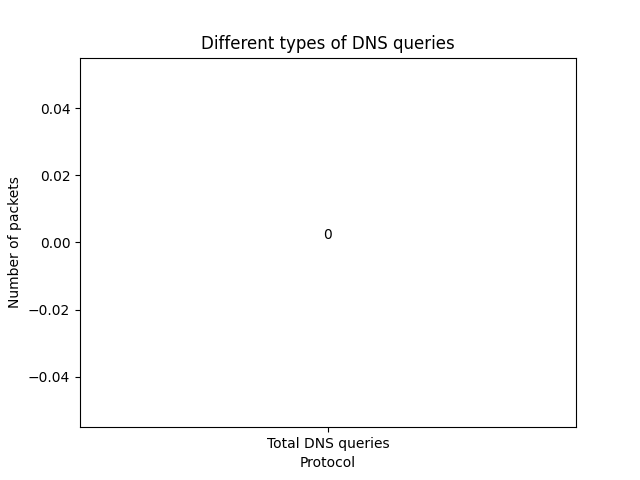 Different types of DNS queries
0.04
0.02
0.00
−0.02
−0.04
Number of packets
0
Total DNS queries
Protocol